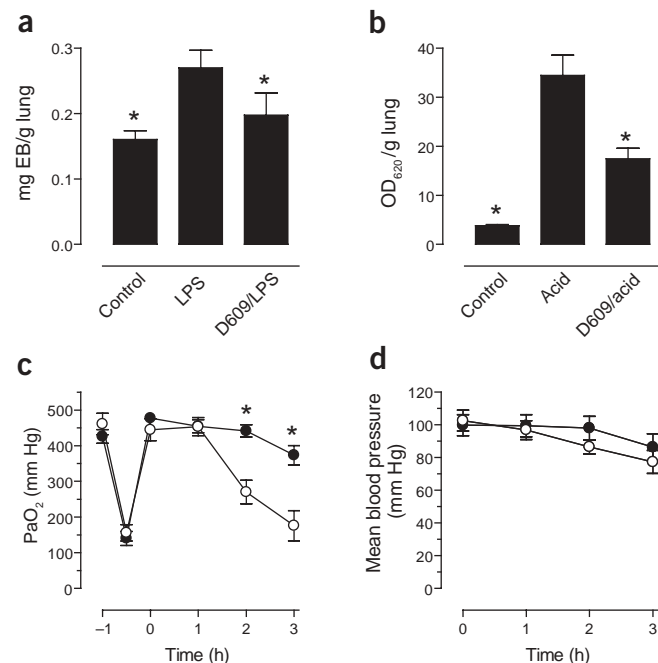 a
mg EB/g lung
0.3
0.2
0.1
0.0
*
*
Control
LPS
D609/LPS
b
OD620/g lung
40
30
20
10
0
*
*
Control
Acid
D609/acid
c
PaO2 (mm Hg)
500
400
300
200
100
0
*
*
–1
0
1
2
3
Time (h)
d
Mean blood pressure
(mm Hg)
120
100
80
60
40
20
0
0
1
2
3
Time (h)